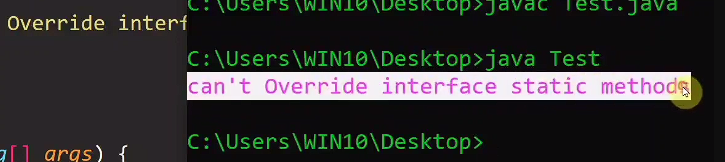 C:\Users\WIN10\Desktop>javac Test.java
Override interf
C:\Users\WIN10\Desktop>java Test
can't Override interface static methods
C:\Users\WIN10\Desktop>
g[] args) {